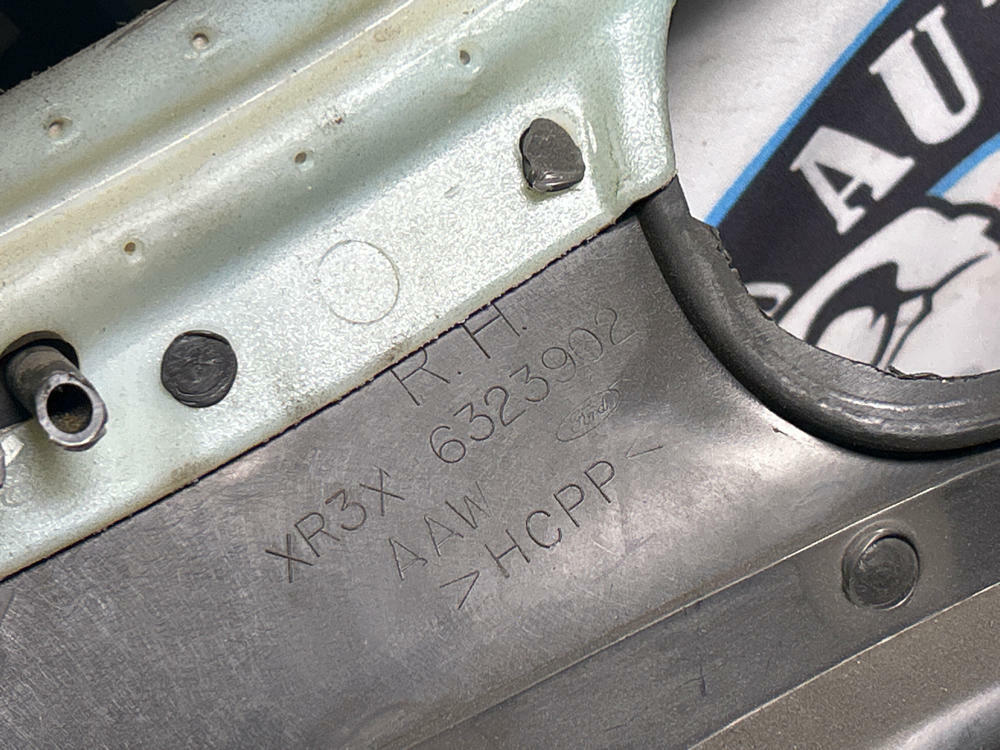 R.H.
XR3X 6323902
AAW
>HCPP<
AU